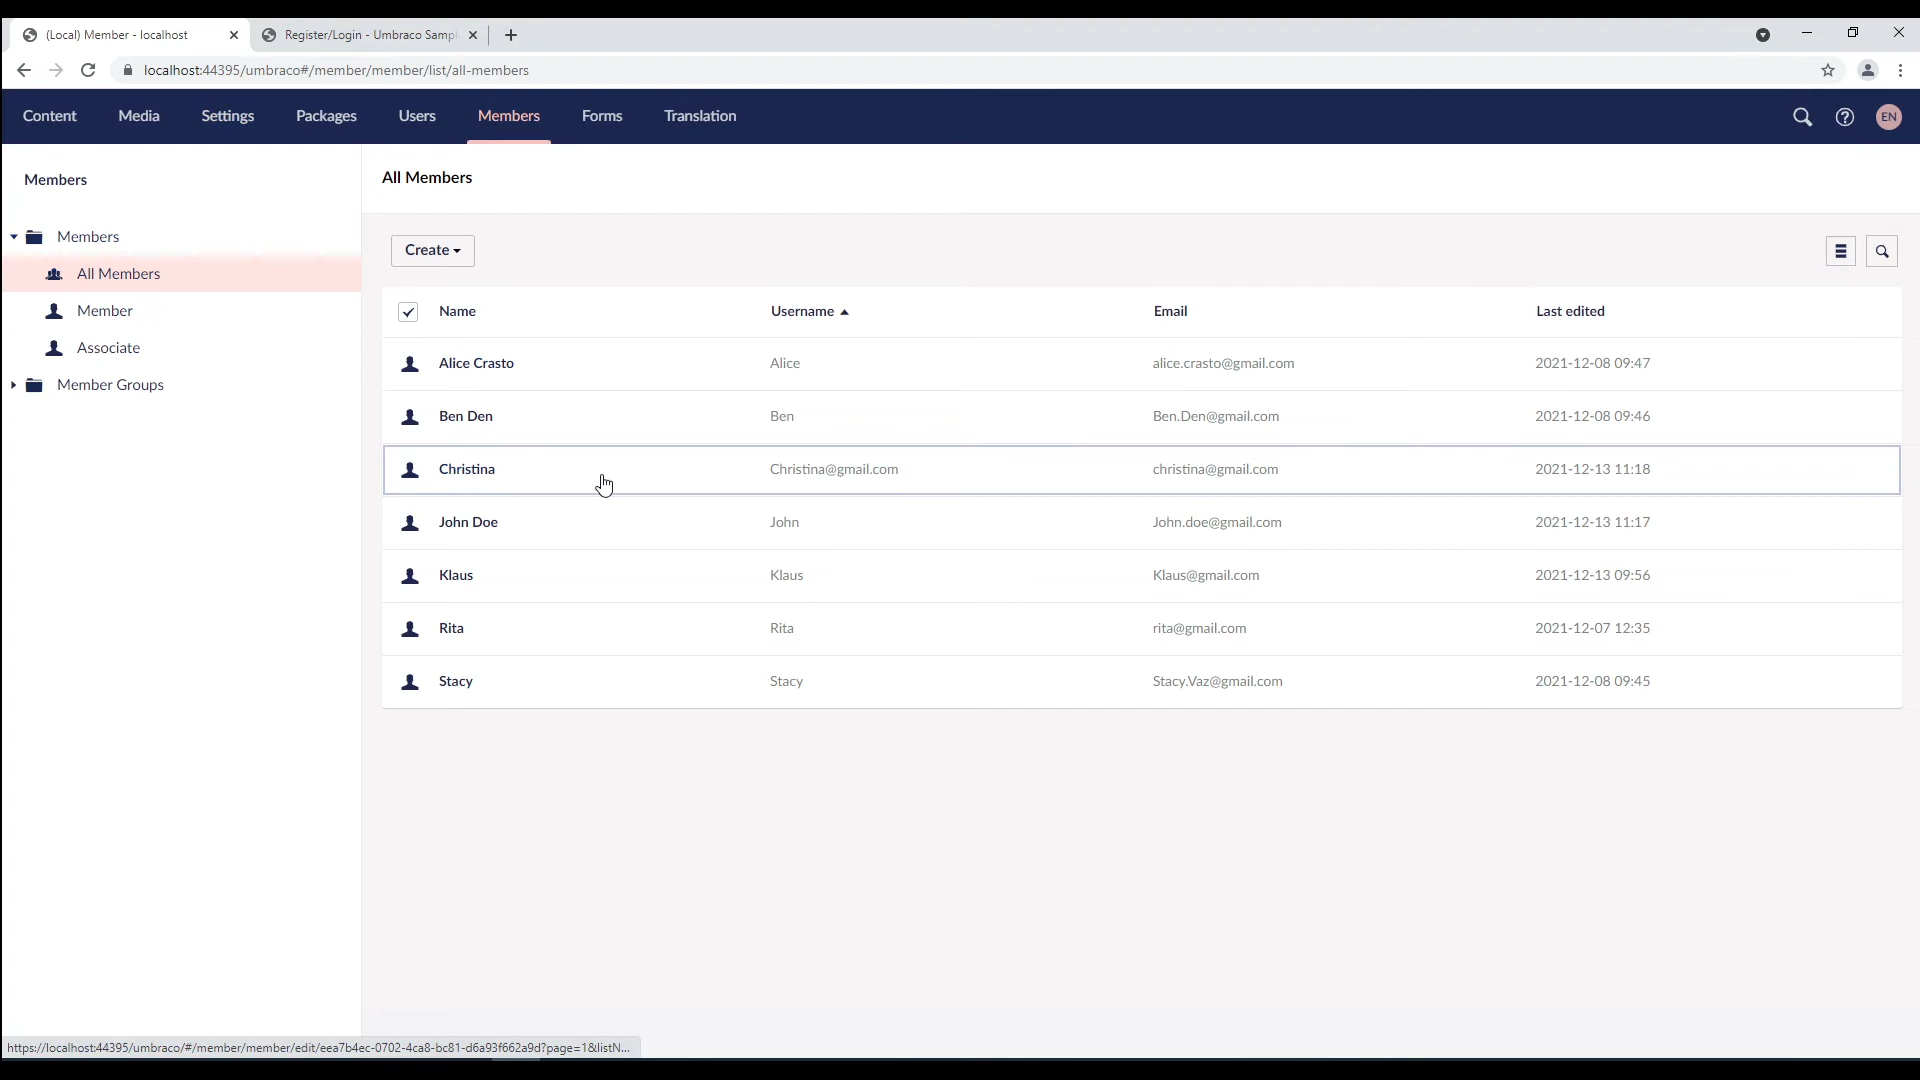 (Local) Member - localhost
Register/Login - Umbraco Sampl
localhost:44395/umbraco#/member/member/list/all-members
Content Media Settings Packages Users Members Forms Translation
EN
Members
Members
All Members
Member
Associate
Member Groups
All Members
Create
Name Username Email Last edited
Alice Crasto Alice alice.crasto@gmail.com 2021-12-08 09:47
Ben Den Ben Ben.Den@gmail.com 2021-12-08 09:46
Christina Christina@gmail.com christina@gmail.com 2021-12-13 11:18
John Doe John John.doe@gmail.com 2021-12-13 11:17
Klaus Klaus Klaus@gmail.com 2021-12-13 09:56
Rita Rita rita@gmail.com 2021-12-07 12:35
Stacy Stacy Stacy.Vaz@gmail.com 2021-12-08 09:45
https://localhost:44395/umbraco/#/member/member/edit/eea7b4ec-0702-4ca8-bc81-d6a93f662a9d?page=1&listN...